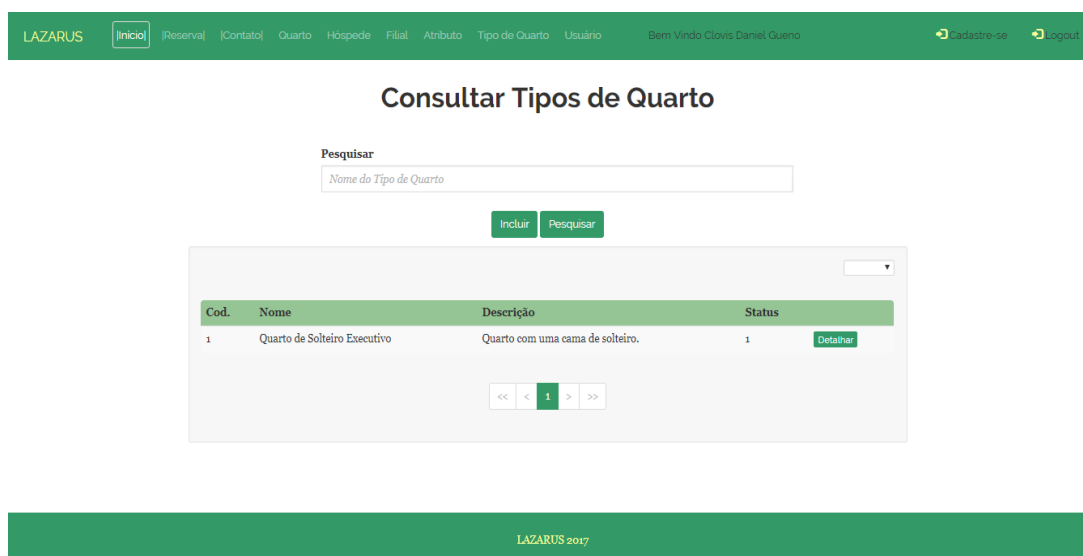 LAZARUS |Início| |Reserva| |Contato| Quarto Hóspede Filial Atributo Tipo de Quarto Usuário Bem Vindo Clovis Daniel Gueno Cadastre-se Logout
Consultar Tipos de Quarto
Pesquisar
Nome do Tipo de Quarto
Incluir Pesquisar
Cod. Nome Descrição Status
1 Quarto de Solteiro Executivo Quarto com uma cama de solteiro. 1 Detalhar
<< < 1 > >>
LAZARUS 2017